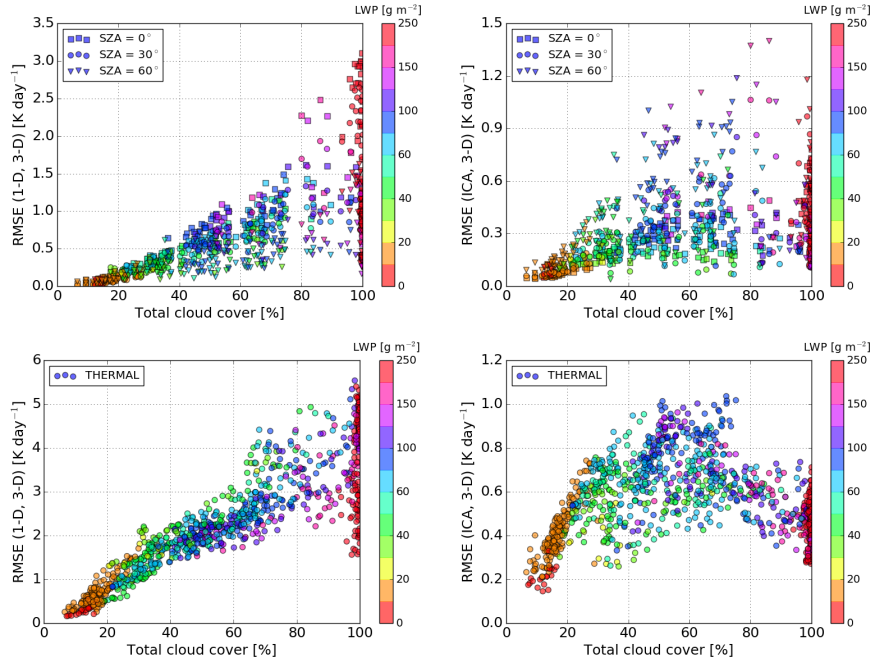 LWP [g m⁻²]
RMSE (1-D, 3-D) [K day⁻¹]
3.5
3.0
2.5
2.0
1.5
1.0
0.5
0.0
SZA = 0°
SZA = 30°
SZA = 60°
0 20 40 60 80 100
Total cloud cover [%]
250
150
100
60
20
0
LWP [g m⁻²]
RMSE (ICA, 3-D) [K day⁻¹]
1.5
1.2
0.9
0.6
0.3
0.0
SZA = 0°
SZA = 30°
SZA = 60°
0 20 40 60 80 100
Total cloud cover [%]
250
150
100
60
20
0
LWP [g m⁻²]
RMSE (1-D, 3-D) [K day⁻¹]
6
5
4
3
2
1
0
THERMAL
0 20 40 60 80 100
Total cloud cover [%]
250
150
100
60
20
0
LWP [g m⁻²]
RMSE (ICA, 3-D) [K day⁻¹]
1.2
1.0
0.8
0.6
0.4
0.2
0.0
THERMAL
0 20 40 60 80 100
Total cloud cover [%]
250
150
100
60
20
0